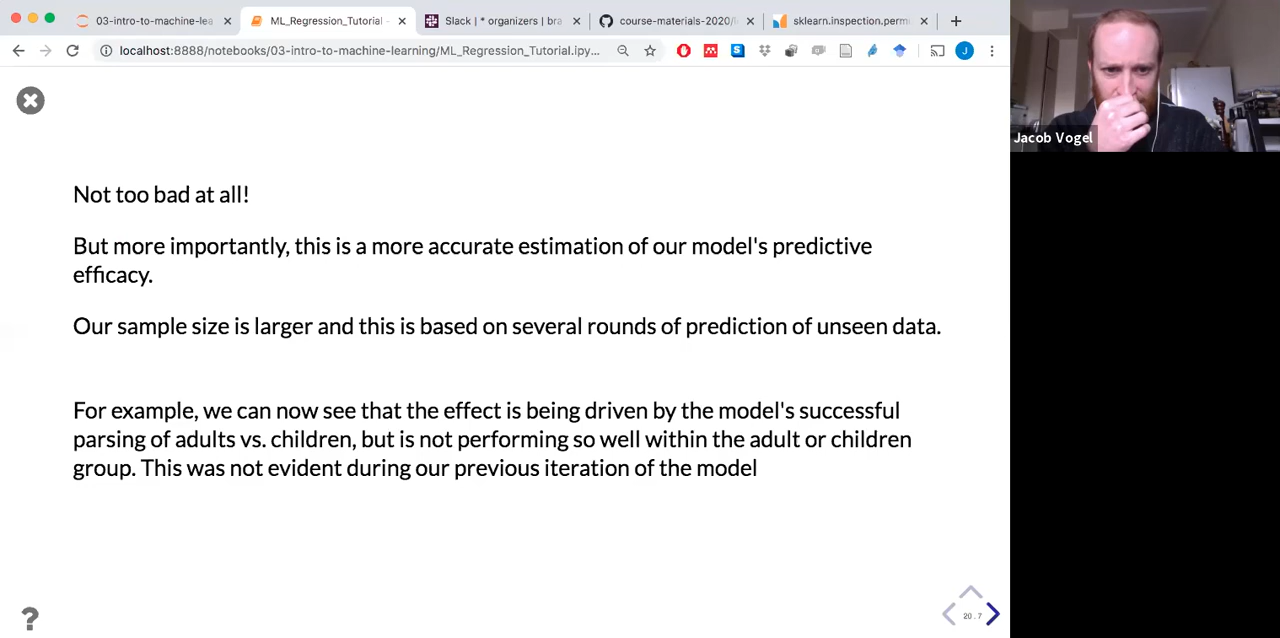 03-intro-to-machine-lea
ML_Regression_Tutorial -
Slack | * organizers | bra
course-materials-2020/
sklearn.inspection.perm
localhost:8888/notebooks/03-intro-to-machine-learning/ML_Regression_Tutorial.ipy...
J
Jacob Vogel
Not too bad at all!
But more importantly, this is a more accurate estimation of our model's predictive
efficacy.
Our sample size is larger and this is based on several rounds of prediction of unseen data.
For example, we can now see that the effect is being driven by the model's successful
parsing of adults vs. children, but is not performing so well within the adult or children
group. This was not evident during our previous iteration of the model
?
20.7